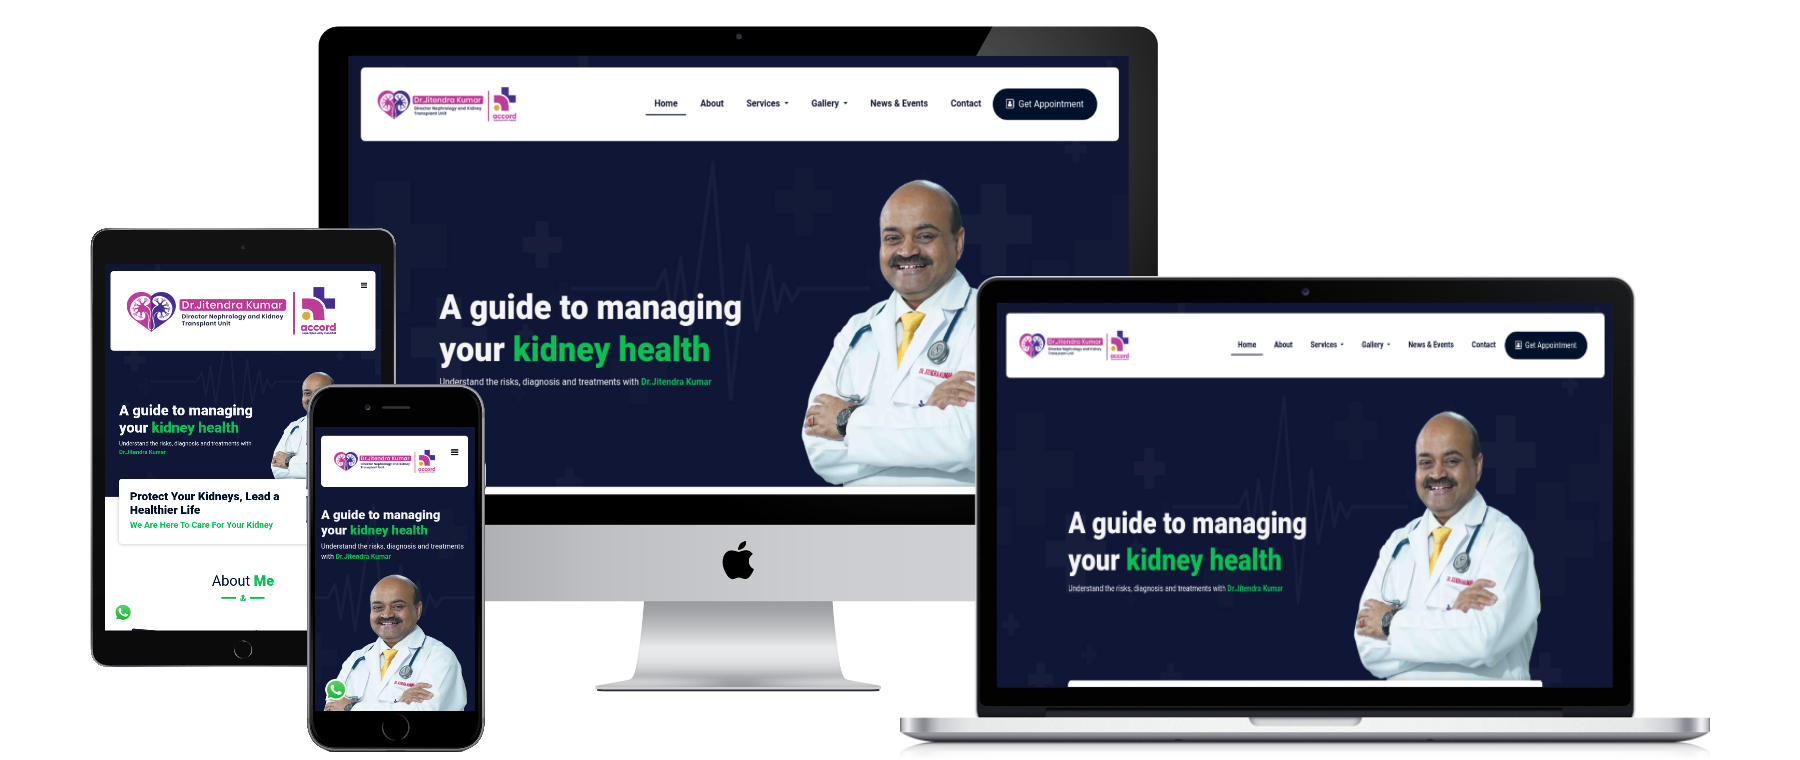 Dr.Jitendra Kumar
Director Nephrology and Kidney
Transplant Unit
accord
Home About Services Gallery News & Events Contact Get Appointment
A guide to managing
your kidney health
Understand the risks, diagnosis and treatments with Dr.Jitendra Kumar
Dr.Jitendra Kumar
Director Nephrology and Kidney
Transplant Unit
accord
A guide to managing
your kidney health
Understand the risks, diagnosis and treatments with
Dr.Jitendra Kumar
Protect Your Kidneys, Lead a
Healthier Life
We Are Here To Care For Your Kidney
About Me
Dr.Jitendra Kumar
Director Nephrology and Kidney
Transplant Unit
accord
A guide to managing
your kidney health
Understand the risks, diagnosis and treatments
with Dr.Jitendra Kumar
Dr.Jitendra Kumar
Director Nephrology and Kidney
Transplant Unit
accord
Home About Services Gallery News & Events Contact Get Appointment
A guide to managing
your kidney health
Understand the risks, diagnosis and treatments with Dr.Jitendra Kumar